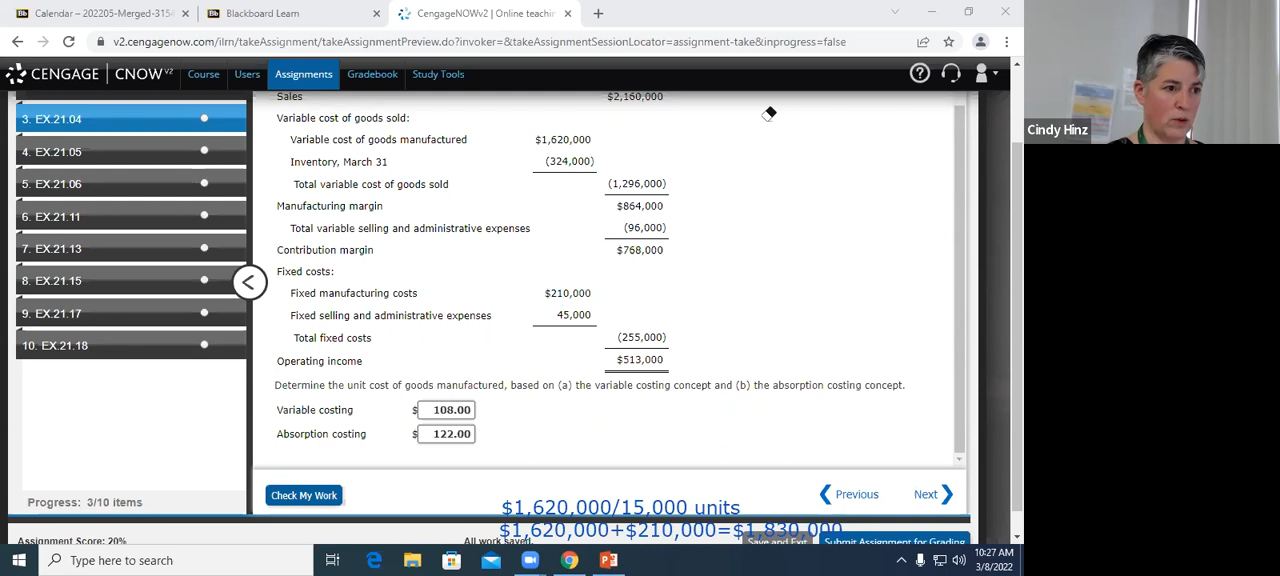 Calendar – 202205-Merged-3154
Blackboard Learn
CengageNOWv2 | Online teachin
v2.cengagenow.com/ilrn/takeAssignment/takeAssignmentPreview.do?invoker=&takeAssignmentSessionLocator=assignment-take&inprogress=false
CENGAGE | CNOWv2 Course Users Assignments Gradebook Study Tools
Cindy Hinz
3. EX.21.04
4. EX.21.05
5. EX.21.06
6. EX.21.11
7. EX.21.13
8. EX.21.15
9. EX.21.17
10. EX.21.18
Progress: 3/10 items
Sales $2,160,000
Variable cost of goods sold:
Variable cost of goods manufactured $1,620,000
Inventory, March 31 (324,000)
Total variable cost of goods sold (1,296,000)
Manufacturing margin $864,000
Total variable selling and administrative expenses (96,000)
Contribution margin $768,000
Fixed costs:
Fixed manufacturing costs $210,000
Fixed selling and administrative expenses 45,000
Total fixed costs (255,000)
Operating income $513,000
Determine the unit cost of goods manufactured, based on (a) the variable costing concept and (b) the absorption costing concept.
Variable costing $ 108.00
Absorption costing $ 122.00
Check My Work
Previous Next
$1,620,000/15,000 units
$1,620,000+$210,000=$1,830,000
Assignment Score: 20% All work saved. Save and Exit Submit Assignment for Grading
Type here to search
10:27 AM
3/8/2022